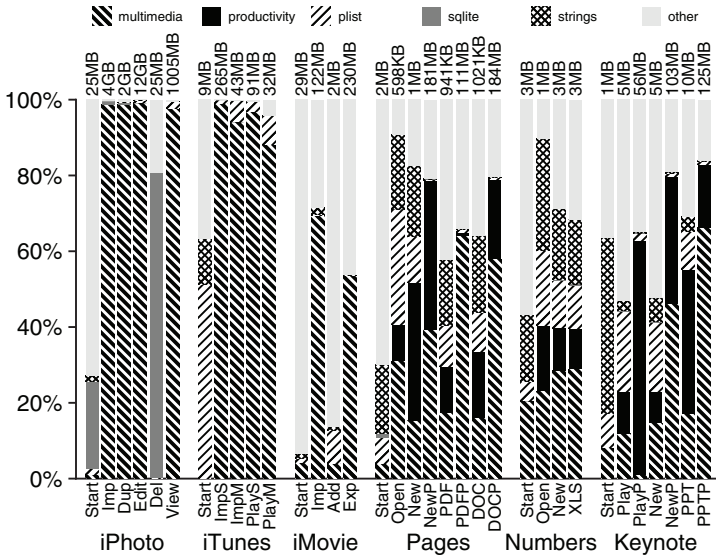 multimedia productivity plist sqlite strings other
25MB 4GB 2GB 12GB 25MB 1005MB 9MB 265MB 43MB 91MB 32MB 29MB 122MB 2MB 230MB 2MB 598KB 1MB 181MB 941KB 111MB 1021KB 184MB 3MB 1MB 3MB 3MB 1MB 5MB 56MB 5MB 103MB 10MB 125MB
100%
80%
60%
40%
20%
0%
Start Imp Dup Edit Del View Start ImpS ImpM PlayS PlayM Start Imp Add Exp Start Open New NewP PDF PDFP DOC DOCP Start Open New XLS Start Play PlayP New NewP PPT PPTP
iPhoto iTunes iMovie Pages Numbers Keynote